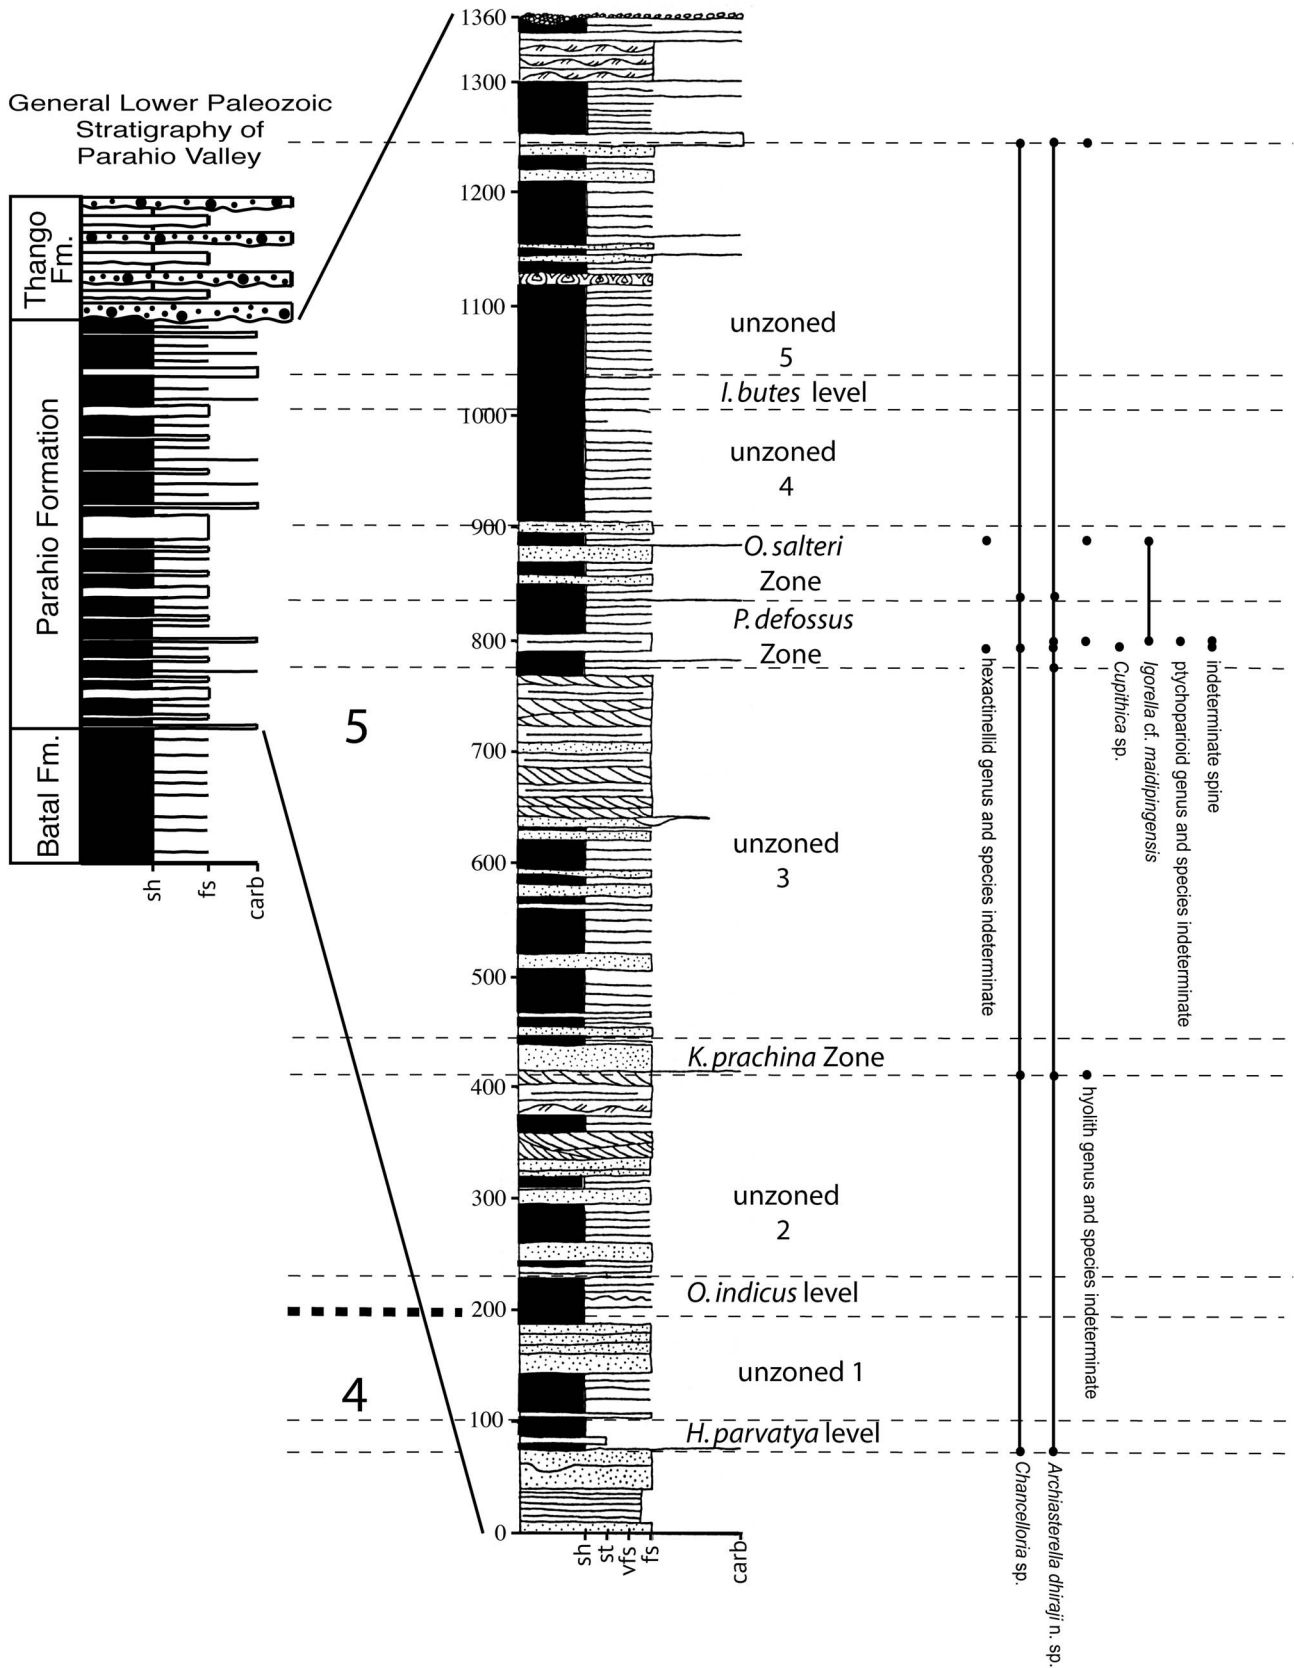 General Lower Paleozoic
Stratigraphy of
Parahio Valley
Thango
Fm.
Parahio Formation
Batal Fm.
sh
fs
carb
5
4
1360
1300
1200
1100
1000
900
800
700
600
500
400
300
200
100
0
sh
st
vfs
fs
carb
unzoned
5
I. butes level
unzoned
4
O. salteri
Zone
P. defossus
Zone
unzoned
3
K. prachina Zone
unzoned
2
O. indicus level
unzoned 1
H. parvatya level
hexactinellid genus and species indeterminate
Chancelloria sp.
Archiasterella dhiraji n. sp.
hyolith genus and species indeterminate
Cupithica sp.
Igorella cf. maidipingensis
ptychoparioid genus and species indeterminate
indeterminate spine